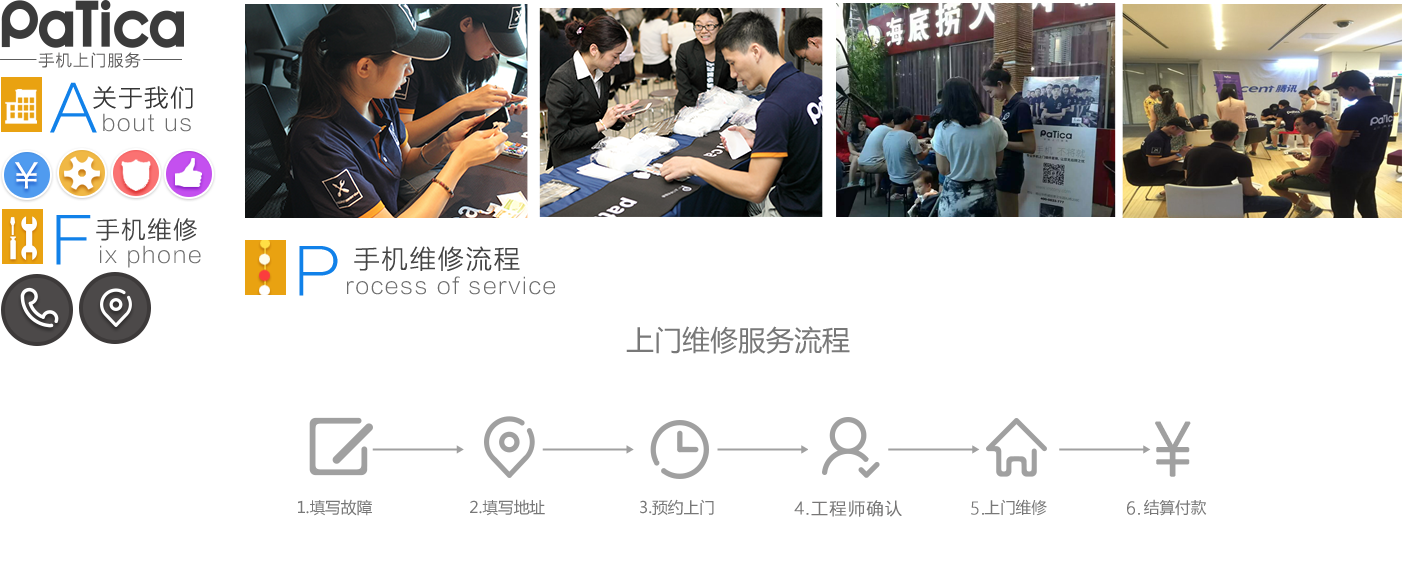 PaTica
手机上门服务
关于我们
About us
¥
手机维修
Fix phone
PaTica
海底捞火
PaTica
Tencent 腾讯
PaTica
手机维修流程
Process of service
上门维修服务流程
¥
1.填写故障
2.填写地址
3.预约上门
4.工程师确认
5.上门维修
6.结算付款